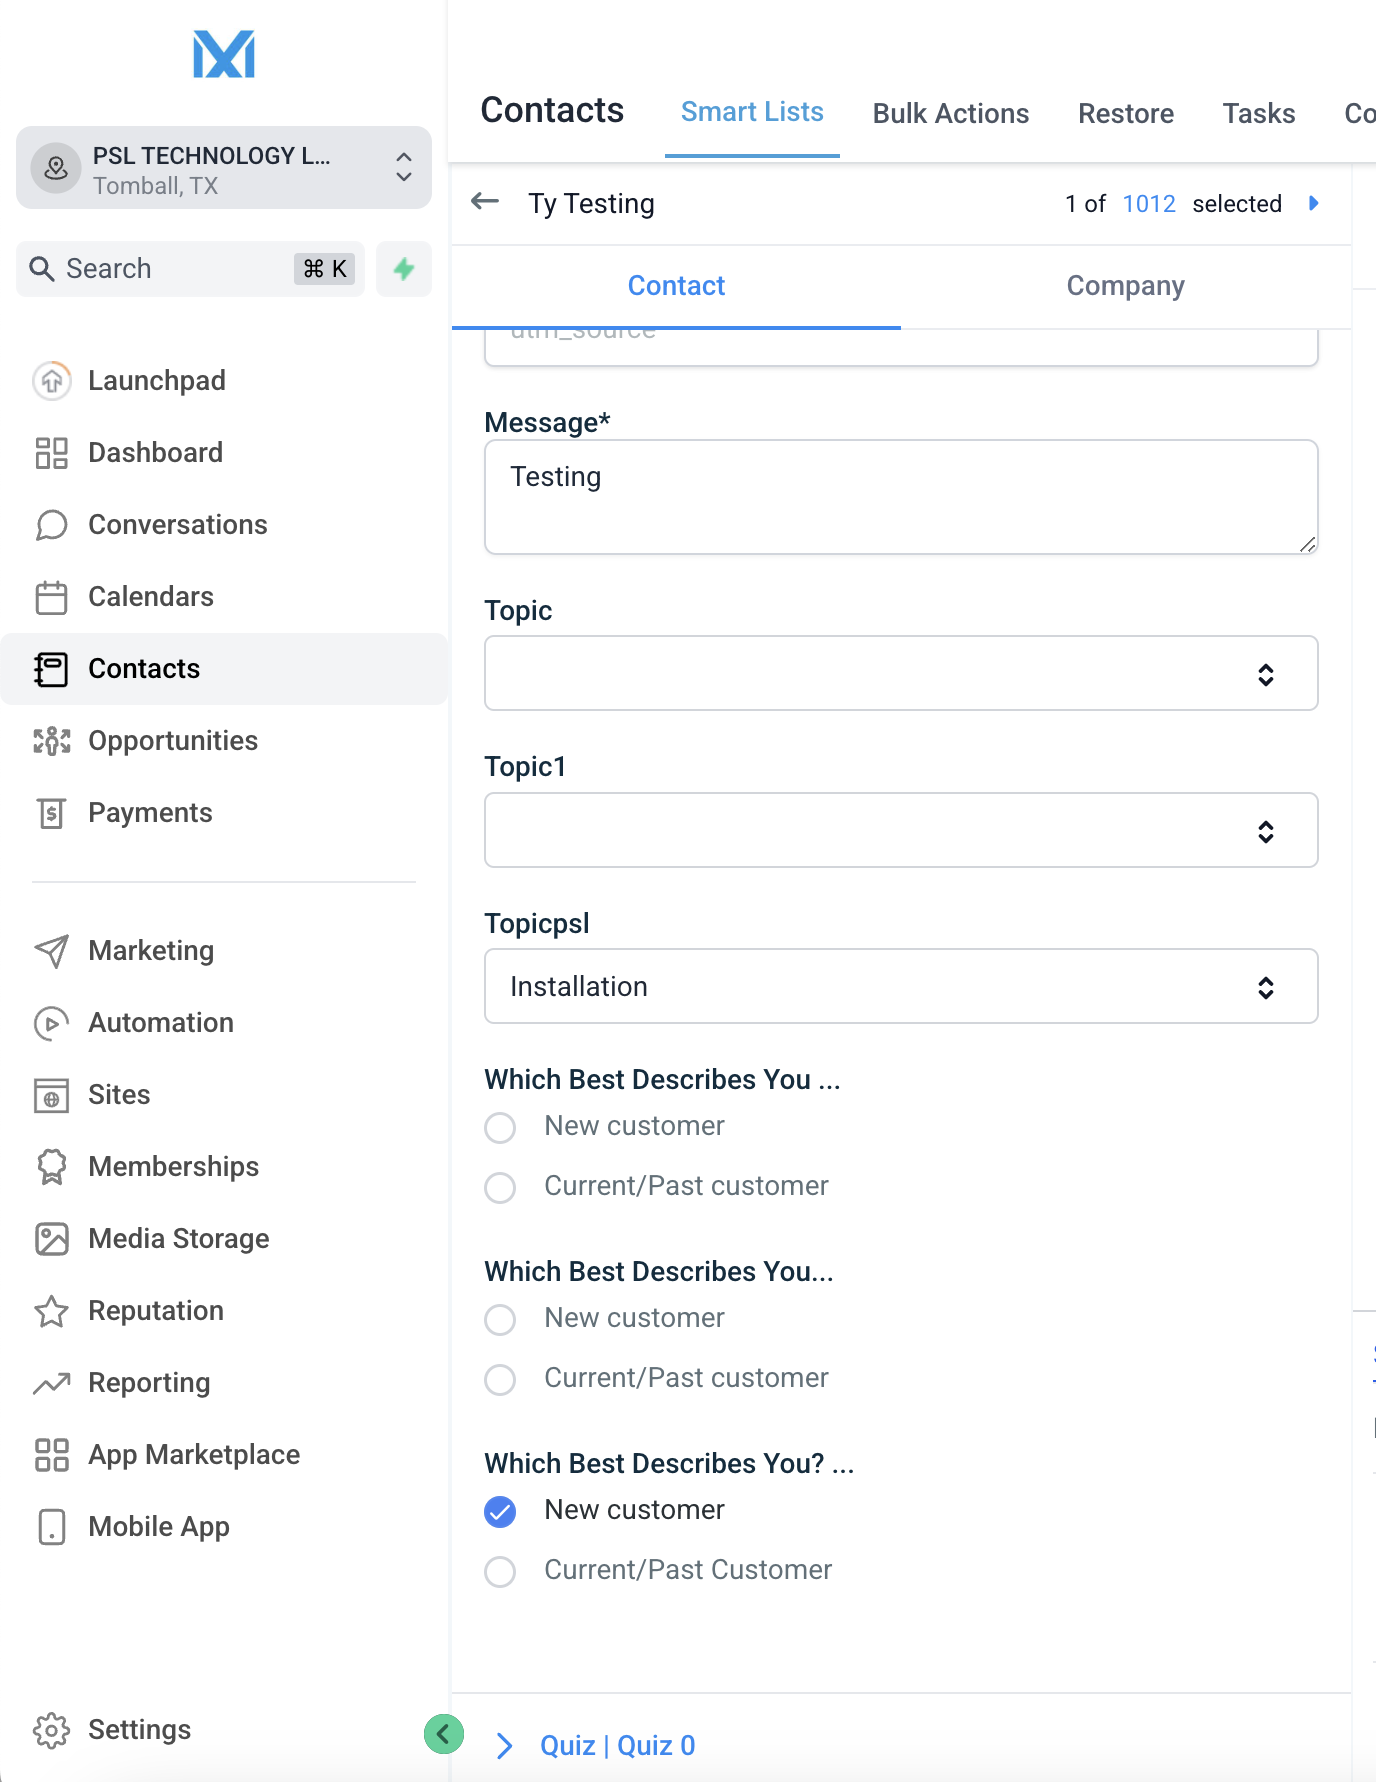 PSL TECHNOLOGY L...
Tomball, TX
Search
⌘ K
Launchpad
Dashboard
Conversations
Calendars
Contacts
Opportunities
Payments
Marketing
Automation
Sites
Memberships
Media Storage
Reputation
Reporting
App Marketplace
Mobile App
Settings
Contacts Smart Lists Bulk Actions Restore Tasks
Ty Testing 1 of 1012 selected
Contact Company
utm_source
Message*
Testing
Topic
Topic1
Topicpsl
Installation
Which Best Describes You ...
New customer
Current/Past customer
Which Best Describes You...
New customer
Current/Past customer
Which Best Describes You? ...
New customer
Current/Past Customer
Quiz | Quiz 0